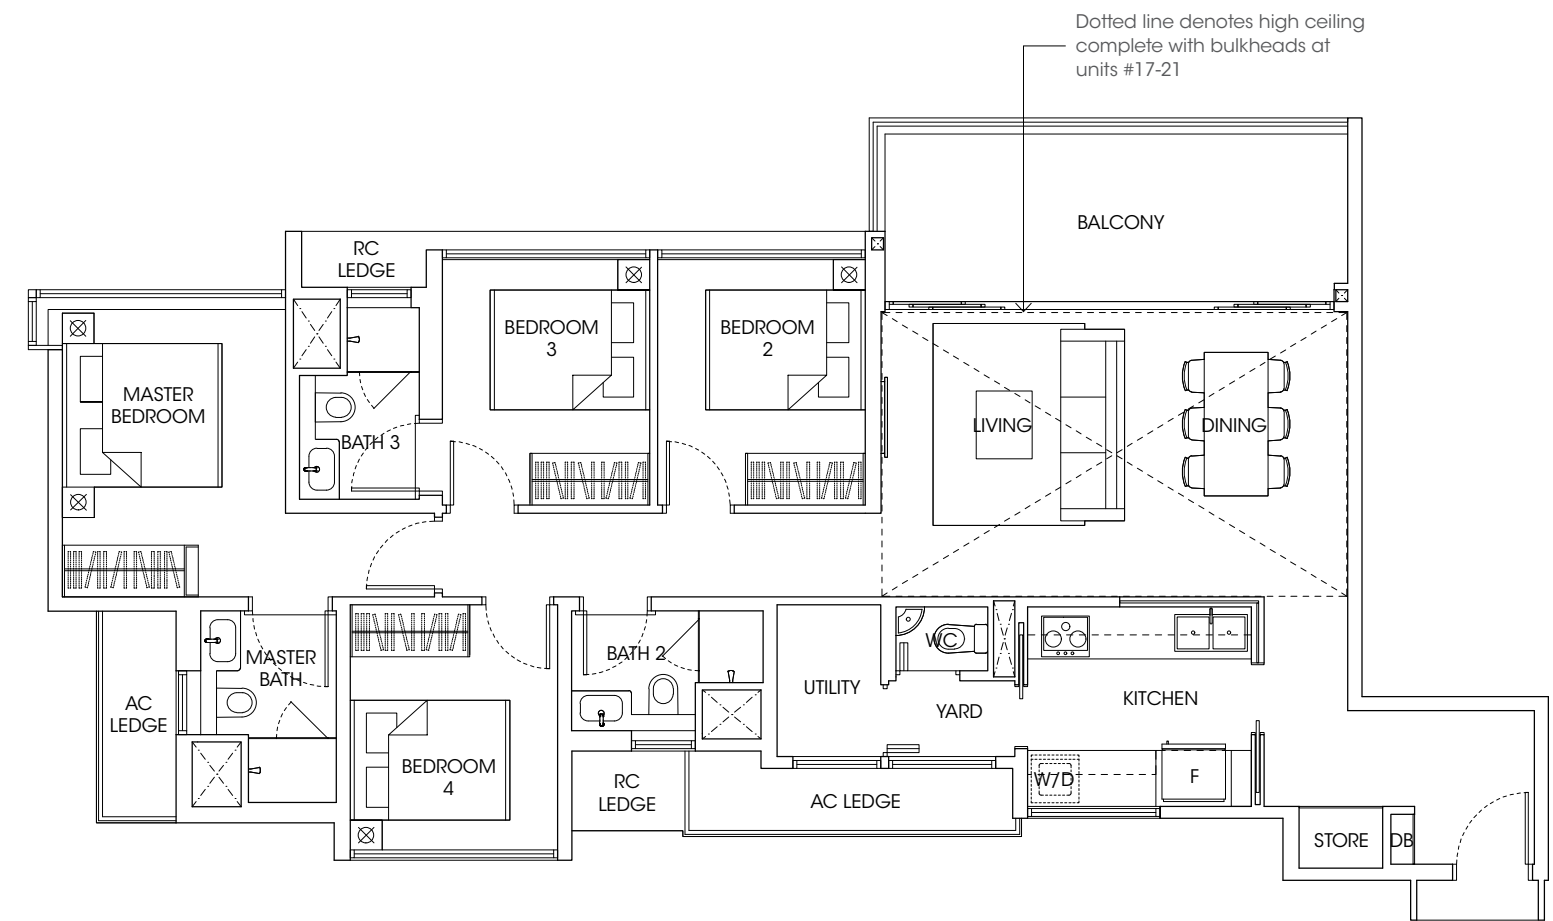 Dotted line denotes high ceiling
complete with bulkheads at
units #17-21
BALCONY
RC
LEDGE
BEDROOM
3
BEDROOM
2
MASTER
BEDROOM
BATH 3
LIVING
DINING
WC
MASTER
BATH
BATH 2
UTILITY
YARD
KITCHEN
AC
LEDGE
BEDROOM
4
RC
LEDGE
AC LEDGE
W/D
F
STORE
DB